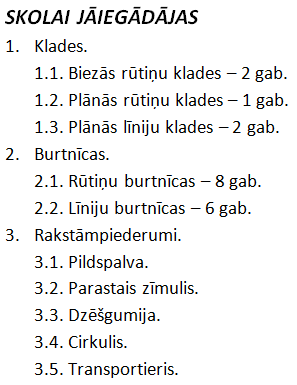 SKOLAI JĀIEGĀDĀJAS
1. Klades.
1.1. Biezās rūtiņu klades – 2 gab.
1.2. Plānās rūtiņu klades – 1 gab.
1.3. Plānās līniju klades – 2 gab.
2. Burtnīcas.
2.1. Rūtiņu burtnīcas – 8 gab.
2.2. Līniju burtnīcas – 6 gab.
3. Rakstāmpiederumi.
3.1. Pildspalva.
3.2. Parastais zīmulis.
3.3. Dzēšgumija.
3.4. Cirkulis.
3.5. Transportieris.